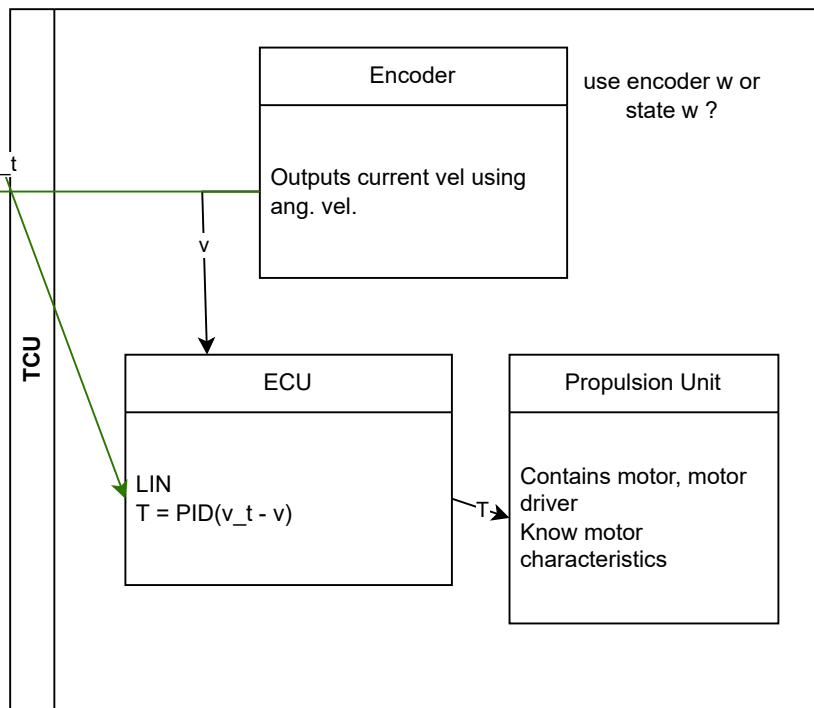 Encoder
use encoder w or
state w ?
_t
Outputs current vel using
ang. vel.
v
TCU
ECU
Propulsion Unit
LIN
T = PID(v_t - v)
T
Contains motor, motor
driver
Know motor
characteristics